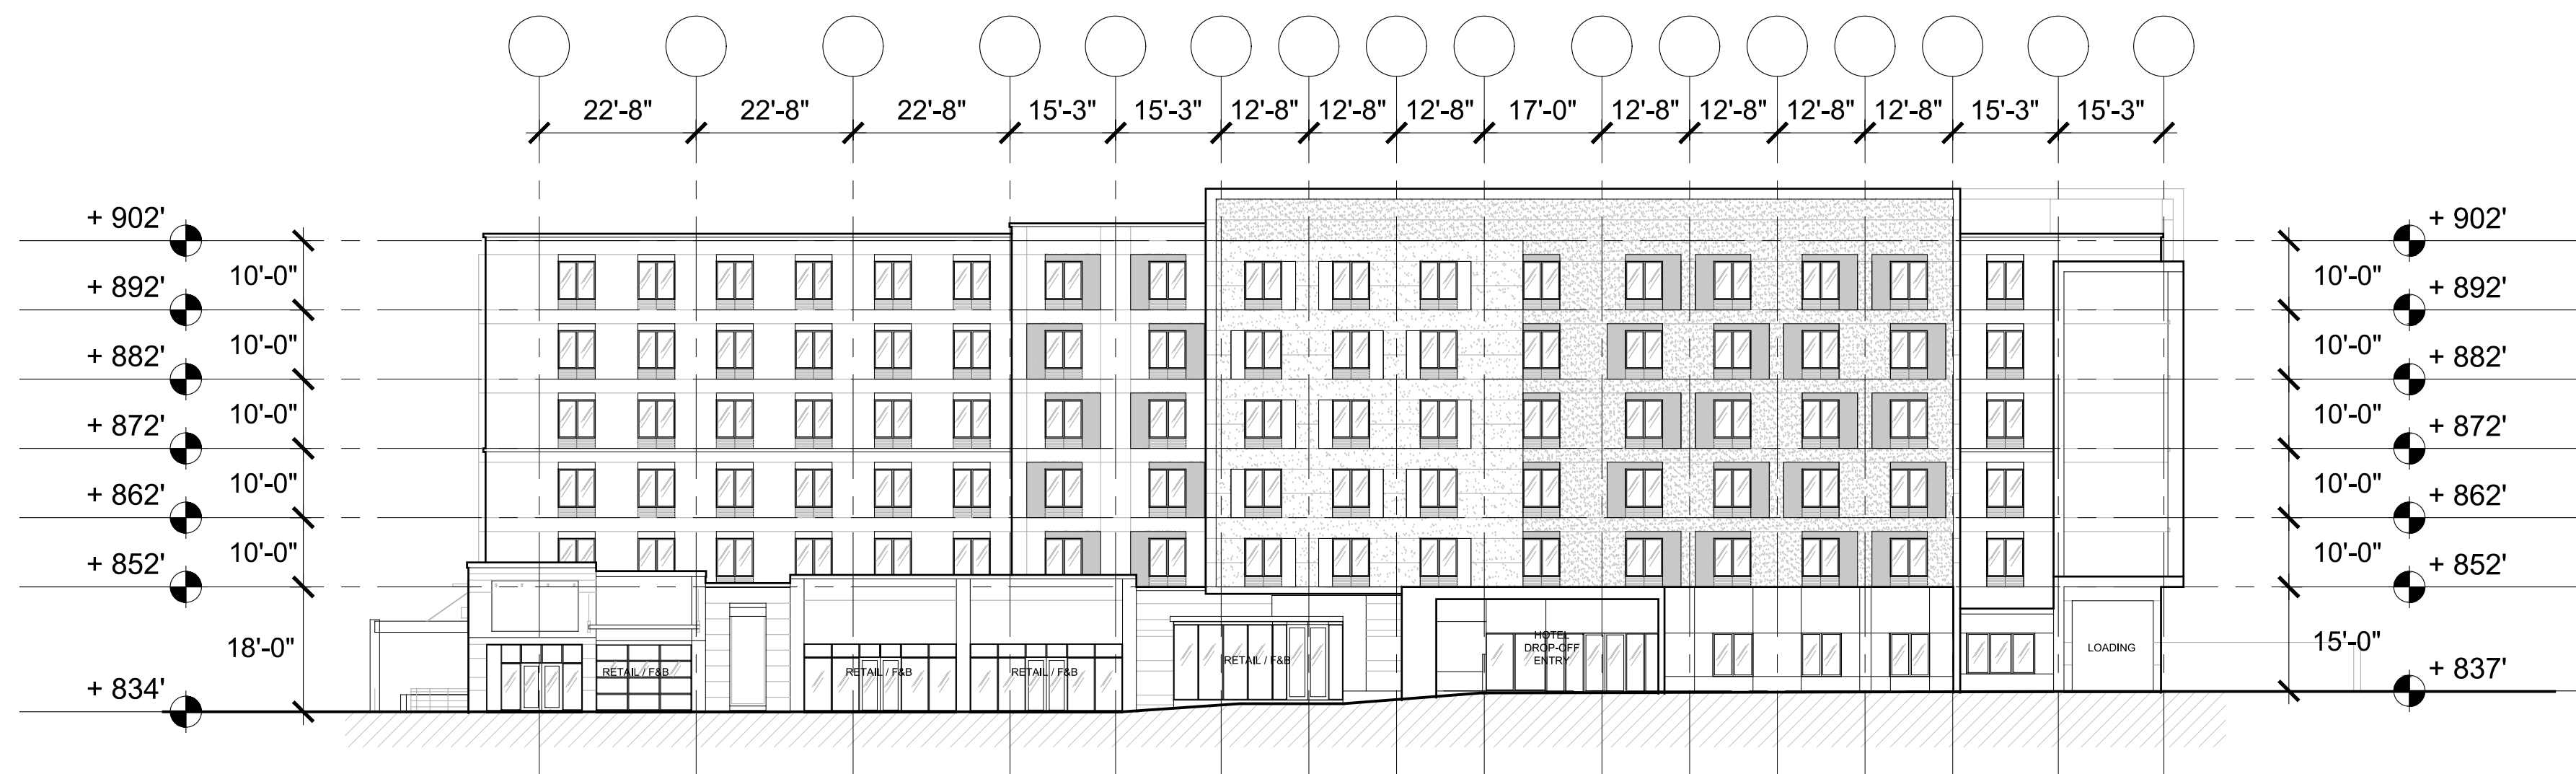 22'-8" 22'-8" 22'-8" 15'-3" 15'-3" 12'-8" 12'-8" 12'-8" 17'-0" 12'-8" 12'-8" 12'-8" 12'-8" 15'-3" 15'-3"
+ 902' + 902'
10'-0" 10'-0"
+ 892' + 892'
10'-0" 10'-0"
+ 882' + 882'
10'-0" 10'-0"
+ 872' + 872'
10'-0" 10'-0"
+ 862' + 862'
10'-0" 10'-0"
+ 852' + 852'
18'-0" 15'-0"
HOTEL
DROP-OFF
ENTRY
LOADING
RETAIL / F&B RETAIL / F&B RETAIL / F&B RETAIL / F&B
+ 834' + 837'